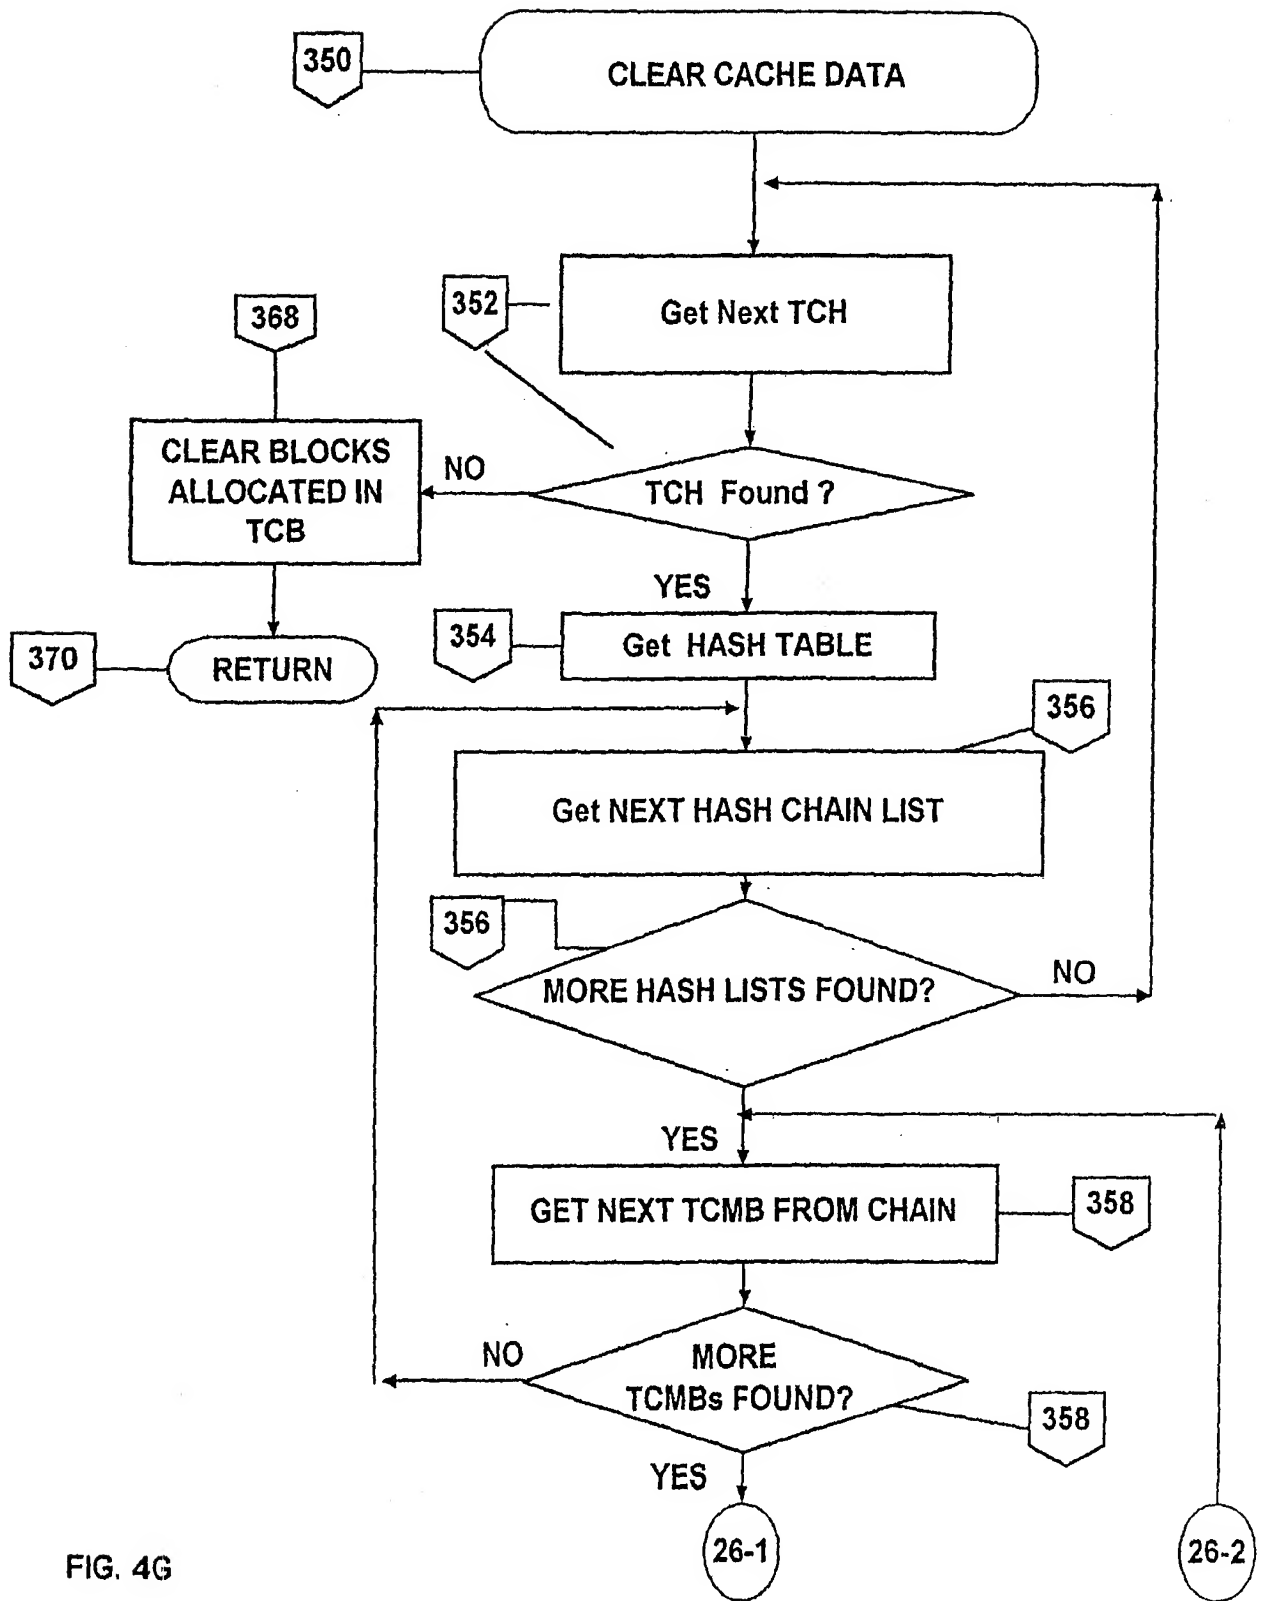 350
CLEAR CACHE DATA
352
Get Next TCH
368
CLEAR BLOCKS
ALLOCATED IN
TCB
NO
TCH Found ?
YES
354
Get HASH TABLE
370
RETURN
356
Get NEXT HASH CHAIN LIST
356
MORE HASH LISTS FOUND?
NO
YES
GET NEXT TCMB FROM CHAIN
358
NO
MORE
TCMBs FOUND?
358
YES
26-1
26-2
FIG. 4G